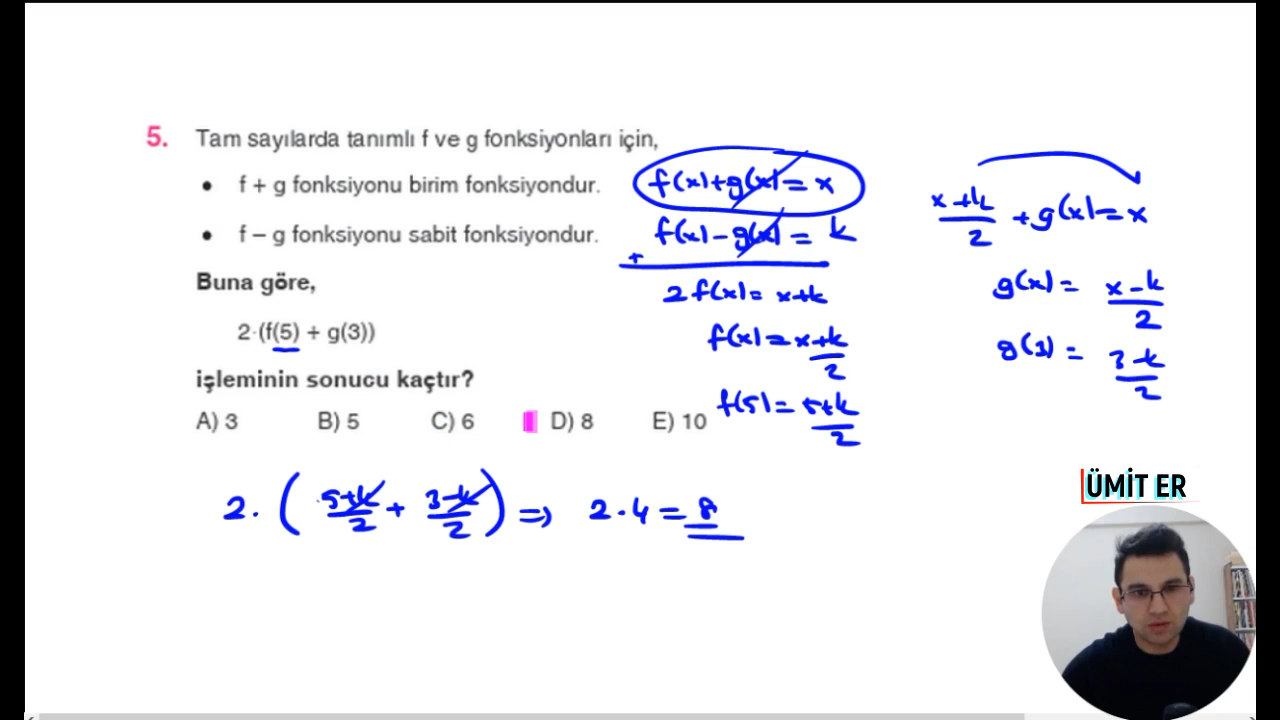 5. Tam sayılarda tanımlı f ve g fonksiyonları için,
• f + g fonksiyonu birim fonksiyondur.
• f – g fonksiyonu sabit fonksiyondur.
Buna göre,
2·(f(5) + g(3))
işleminin sonucu kaçtır?
A) 3 B) 5 C) 6 D) 8 E) 10
f(x)+g(x)=x
f(x)-g(x)= k
+
2f(x)=x+k
f(x)=x+k/2
f(5)=5+k/2
x+k/2 +g(x)=x
g(x)= x-k/2
g(3)= 3-k/2
2.(5+k/2+3-k/2)⇒ 2.4=8
ÜMİT ER